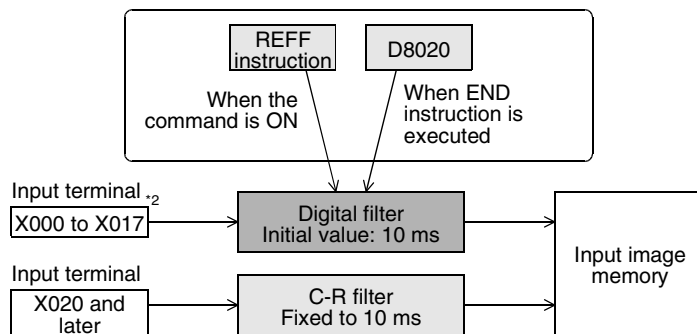 REFF
instruction
D8020
When the
command is ON
When END
instruction is
executed
Input terminal *2
X000 to X017
Digital filter
Initial value: 10 ms
Input image
memory
Input terminal
X020 and
later
C-R filter
Fixed to 10 ms